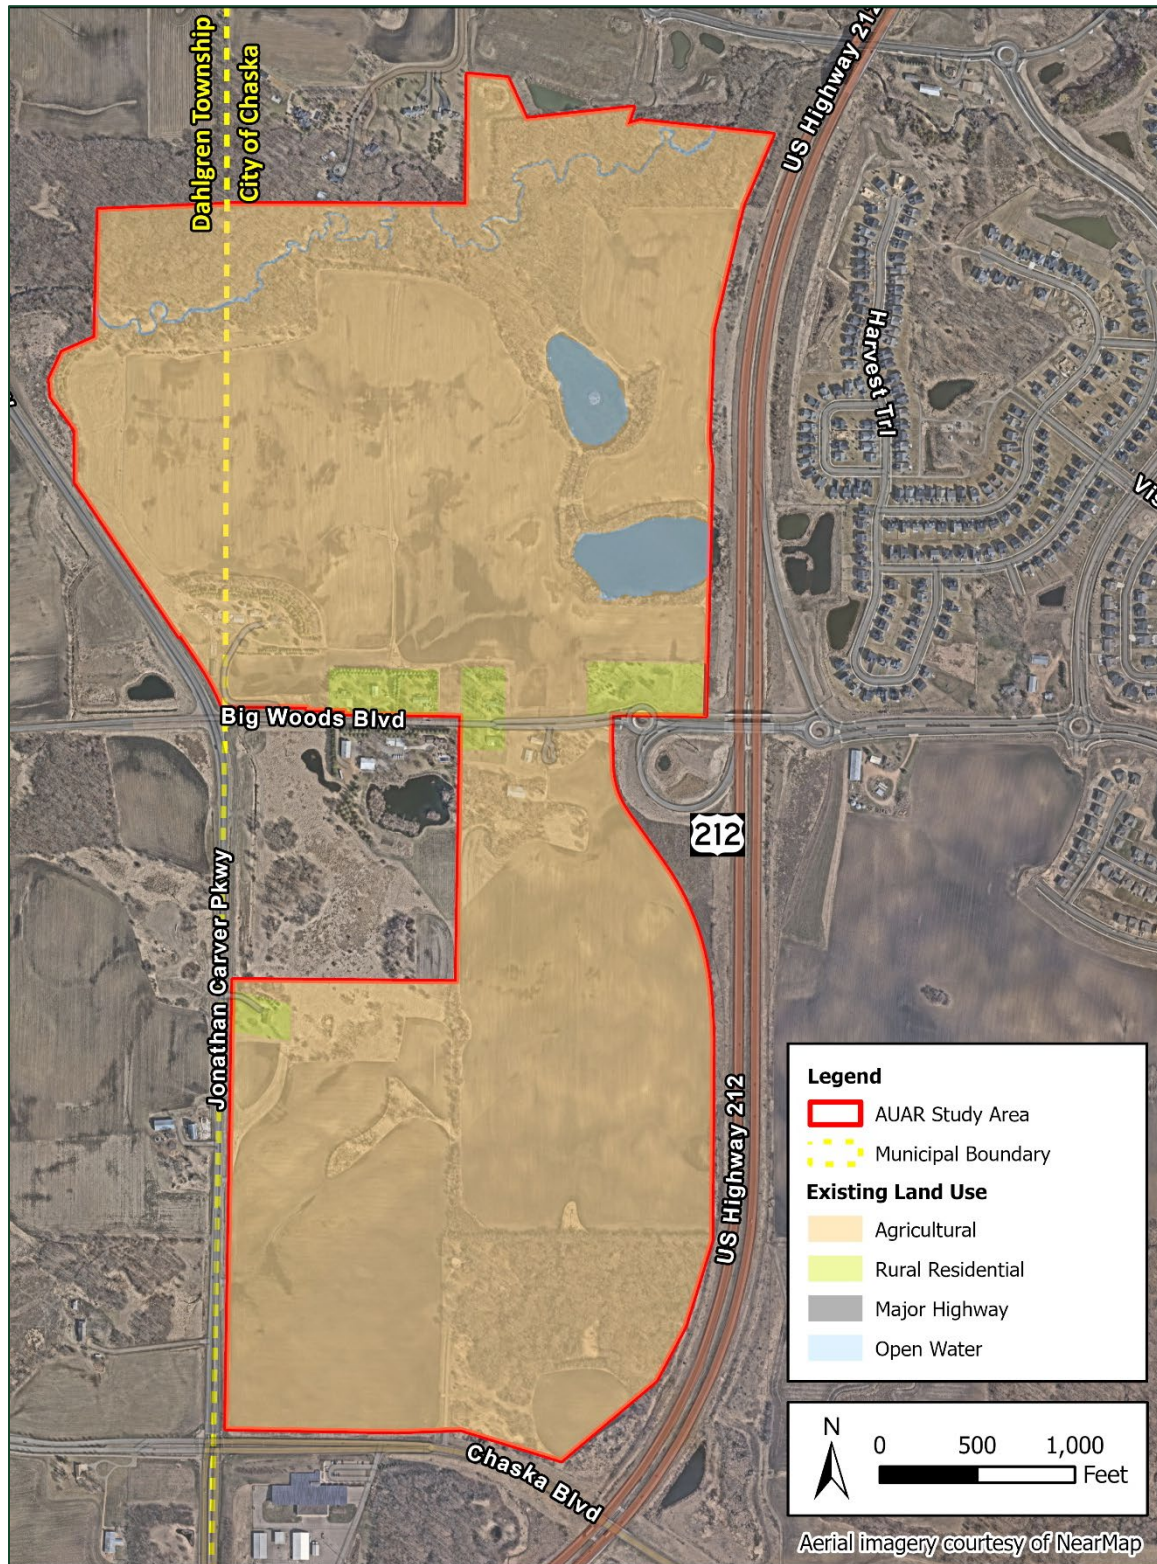 Dahlgren Township
City of Chaska
US Highway 212
Harvest Trl
Big Woods Blvd
212
Jonathan Carver Pkwy
US Highway 212
Chaska Blvd
Legend
AUAR Study Area
Municipal Boundary
Existing Land Use
Agricultural
Rural Residential
Major Highway
Open Water
N
0 500 1,000
Feet
Aerial imagery courtesy of NearMap